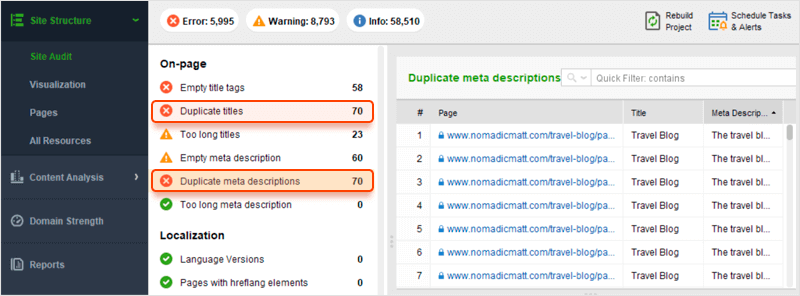 Site Structure
Site Audit
Visualization
Pages
All Resources
Content Analysis
Domain Strength
Reports
Error: 5,995
Warning: 8,793
Info: 58,510
Rebuild
Project
Schedule Tasks
& Alerts
On-page
Empty title tags 58
Duplicate titles 70
Too long titles 23
Empty meta description 60
Duplicate meta descriptions 70
Too long meta description 0
Localization
Language Versions 0
Pages with hreflang elements 0
Duplicate meta descriptions
Quick Filter: contains
# Page Title Meta Descrip...
1 www.nomadicmatt.com/travel-blog/pa... Travel Blog The travel bl...
2 www.nomadicmatt.com/travel-blog/pa... Travel Blog The travel bl...
3 www.nomadicmatt.com/travel-blog/pa... Travel Blog The travel bl...
4 www.nomadicmatt.com/travel-blog/pa... Travel Blog The travel bl...
5 www.nomadicmatt.com/travel-blog/pa... Travel Blog The travel bl...
6 www.nomadicmatt.com/travel-blog/pa... Travel Blog The travel bl...
7 www.nomadicmatt.com/travel-blog/pa... Travel Blog The travel bl...